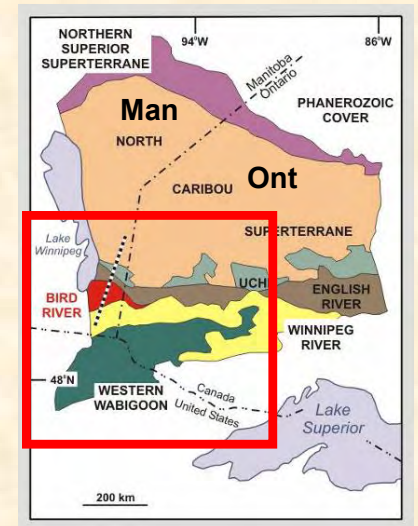 NORTHERN
SUPERIOR
SUPERTERRANE
94°W
86°W
Manitoba
Ontario
PHANEROZOIC
COVER
Man
NORTH
CARIBOU
Ont
SUPERTERRANE
Lake
Winnipeg
UCHI
ENGLISH
RIVER
BIRD
RIVER
WINNIPEG
RIVER
48°N
WESTERN
WABIGOON
Canada
United States
Lake
Superior
200 km